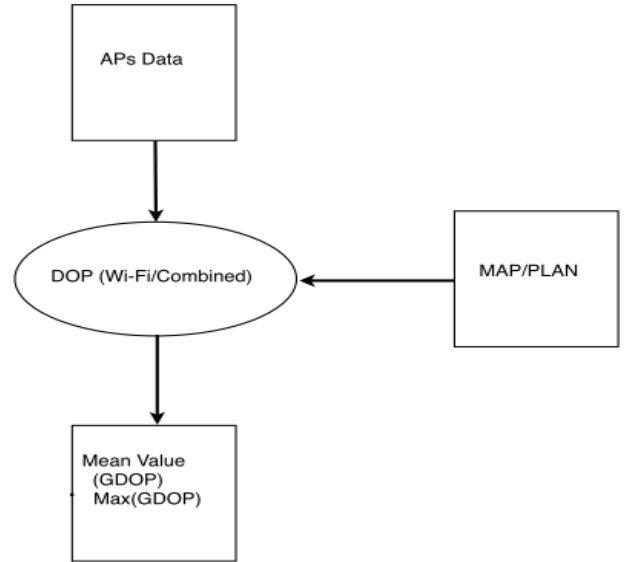 APs Data
DOP (Wi-Fi/Combined)
MAP/PLAN
Mean Value
(GDOP)
Max(GDOP)